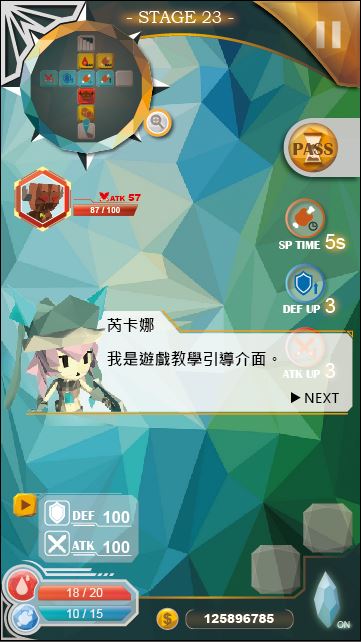 - STAGE 23 -
PASS
ATK 57
87 / 100
SP TIME 5s
DEF UP 3
芮卡娜
我是遊戲教學引導介面。
ATK UP 3
▶NEXT
DEF 100
ATK 100
18 / 20
10 / 15
$ 125896785
ON